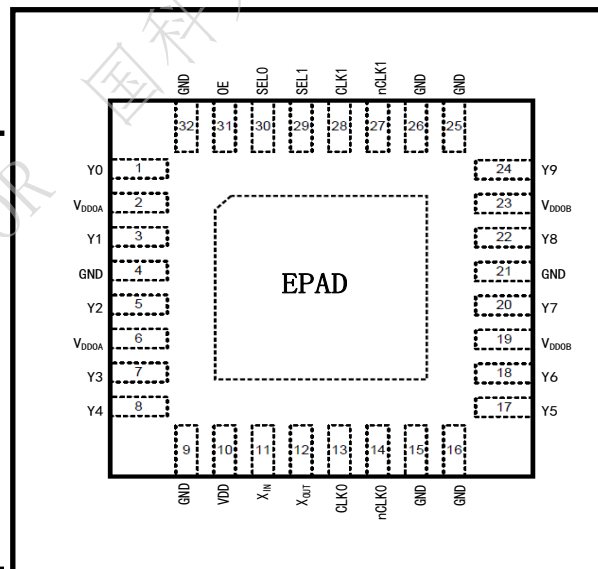 国科
OR
GND OE SEL0 SEL1 CLK1 nCLK1 GND GND
32 31 30 29 28 27 26 25
Y0 1 24 Y9
VDDOA 2 23 VDDOB
Y1 3 22 Y8
GND 4 21 GND
EPAD
Y2 5 20 Y7
VDDOA 6 19 VDDOB
Y3 7 18 Y6
Y4 8 17 Y5
9 10 11 12 13 14 15 16
GND VDD XIN XOUT CLK0 nCLK0 GND GND